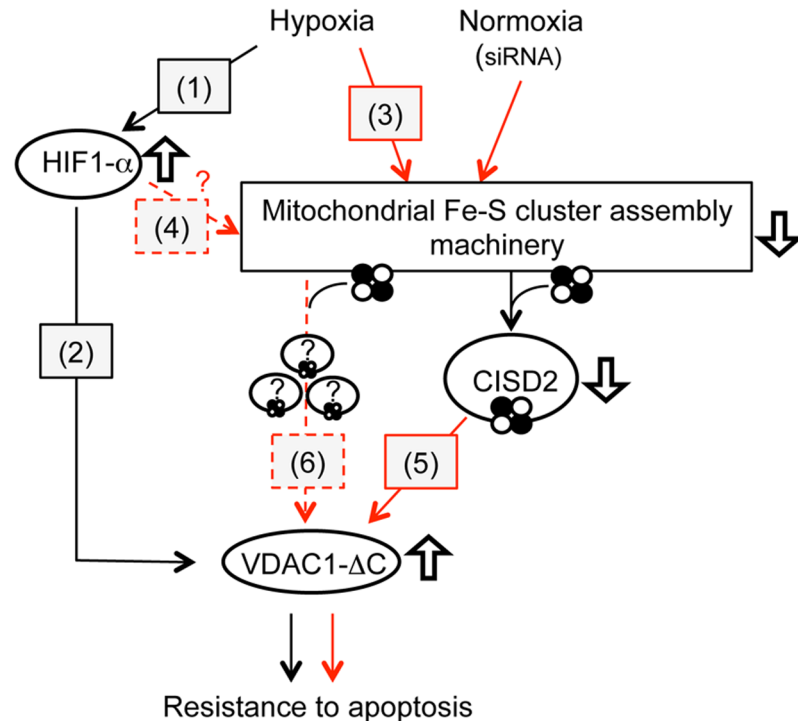 Hypoxia
Normoxia
(siRNA)
(1)
(3)
HIF1-α
?
(4)
Mitochondrial Fe-S cluster assembly
machinery
(2)
?
? ?
CISD2
(6)
(5)
VDAC1-ΔC
Resistance to apoptosis